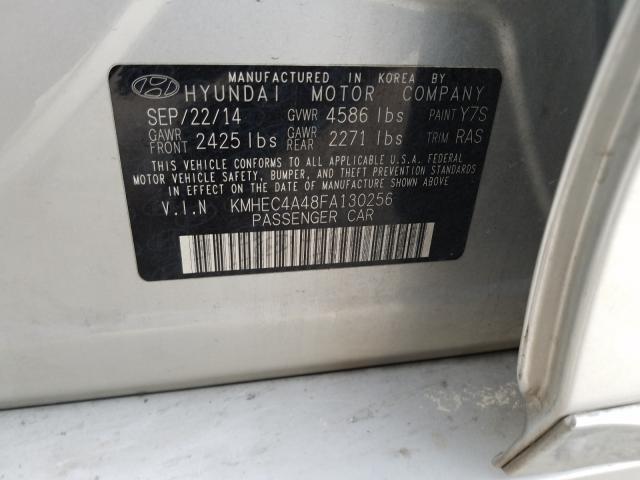 MANUFACTURED IN KOREA BY
HYUNDAI MOTOR COMPANY
SEP/22/14 GVWR 4586 lbs PAINT Y7S
GAWR FRONT 2425 lbs GAWR REAR 2271 lbs TRIM RAS
THIS VEHICLE CONFORMS TO ALL APPLICABLE U.S.A. FEDERAL
MOTOR VEHICLE SAFETY, BUMPER, AND THEFT PREVENTION STANDARDS
IN EFFECT ON THE DATE OF MANUFACTURE SHOWN ABOVE.
V.I.N KMHEC4A48FA130256
PASSENGER CAR